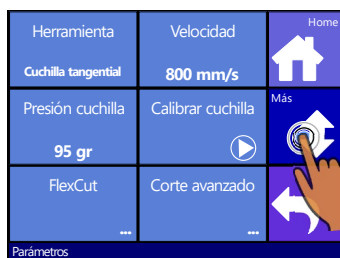 Herramienta
Cuchilla tangential
Velocidad
800 mm/s
Home
Presión cuchilla
95 gr
Calibrar cuchilla
Más
FlexCut
...
Corte avanzado
...
Parámetros